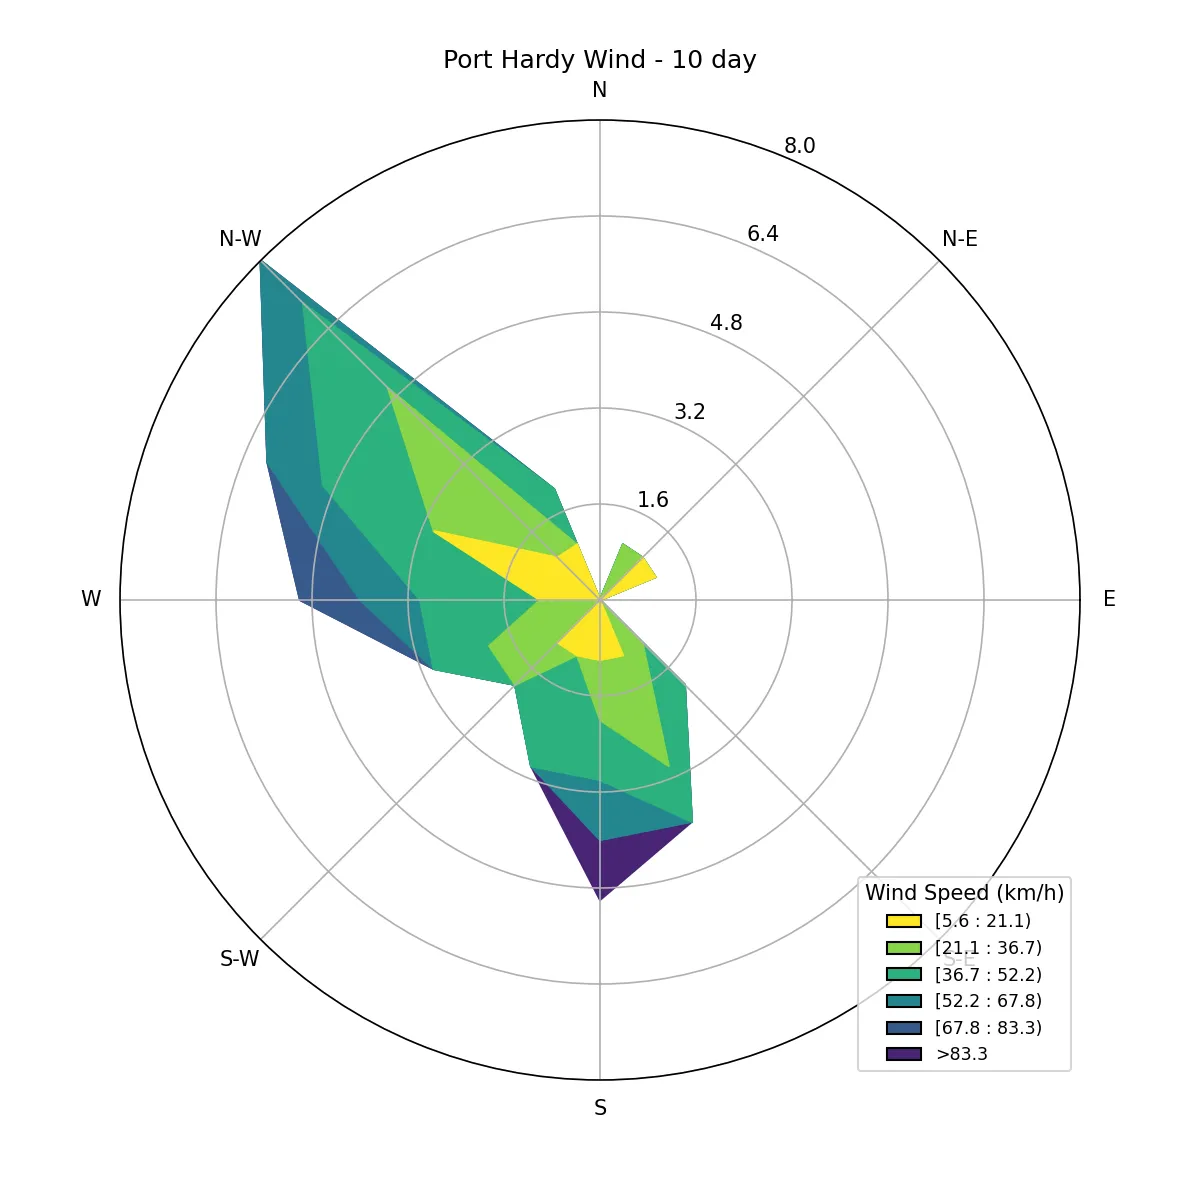 Port Hardy Wind - 10 day
N
8.0
N-W
6.4
N-E
4.8
3.2
1.6
W
E
S-W
S-E
S
Wind Speed (km/h)
[5.6 : 21.1)
[21.1 : 36.7)
[36.7 : 52.2)
[52.2 : 67.8)
[67.8 : 83.3)
>83.3